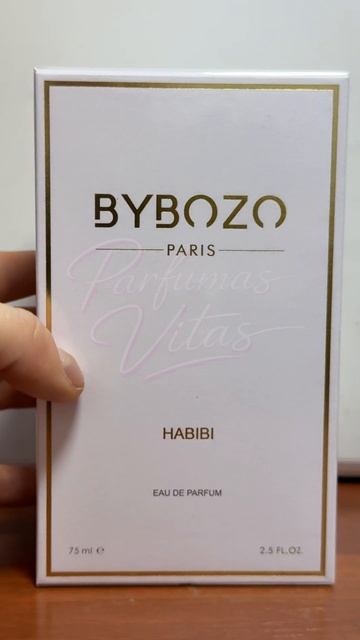 BYBOZO
PARIS
Parfumas
Vitas
HABIBI
EAU DE PARFUM
75 ml ℮ 2.5 FL.OZ.